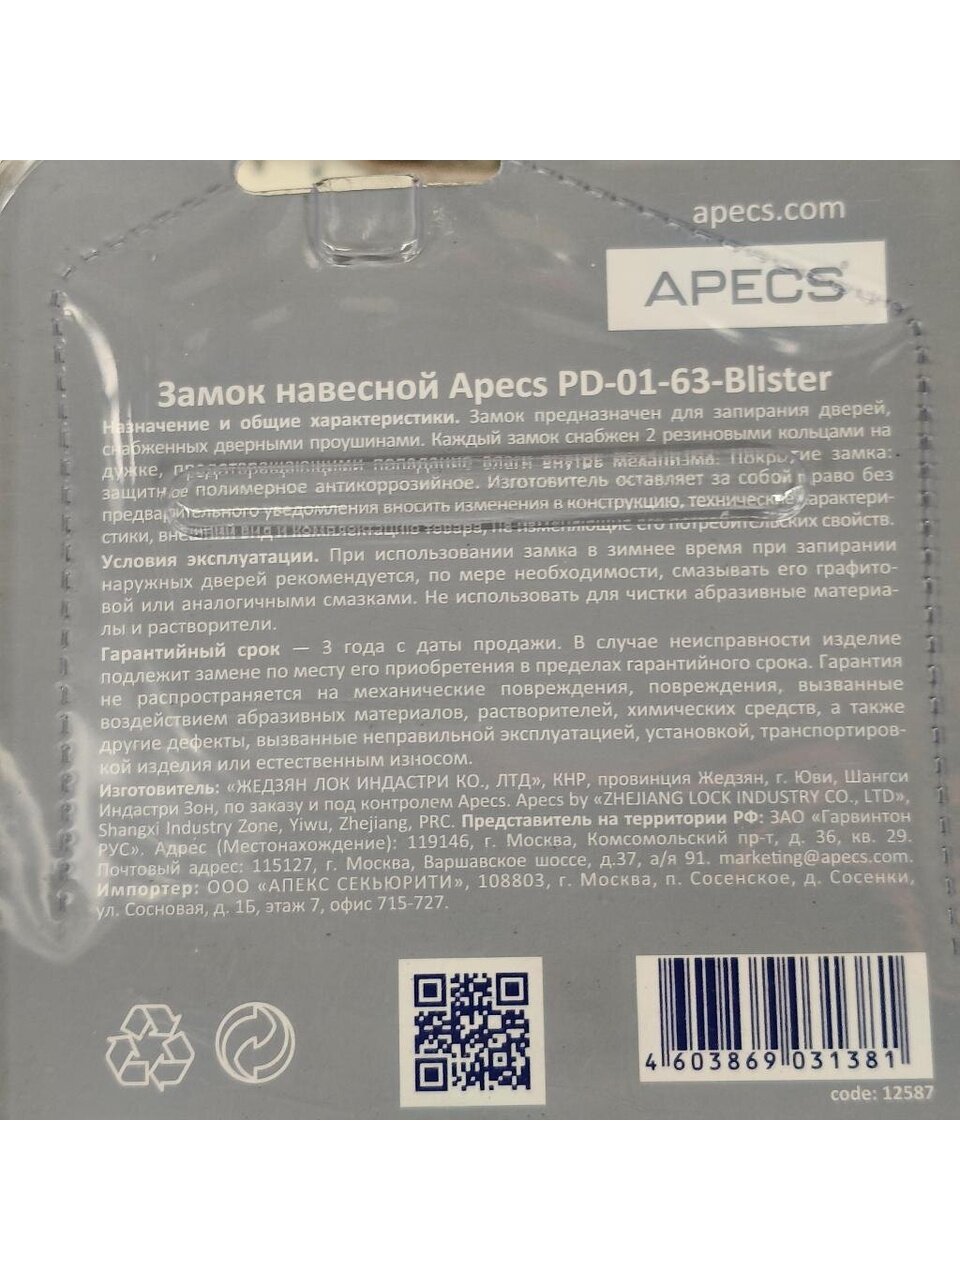 apecs.com
APECS®
Замок навесной Apecs PD-01-63-Blister
Назначение и общие характеристики. Замок предназначен для запирания дверей,
снабженных дверными проушинами. Каждый замок снабжен 2 резиновыми кольцами на
дужке, предотвращающими попадание влаги внутрь механизма. Покрытие замка:
защитное полимерное антикоррозийное. Изготовитель оставляет за собой право без
предварительного уведомления вносить изменения в конструкцию, технические характери-
стики, внешний вид и комплектацию товара, не изменяющие его потребительских свойств.
Условия эксплуатации. При использовании замка в зимнее время при запирании
наружных дверей рекомендуется, по мере необходимости, смазывать его графито-
вой или аналогичными смазками. Не использовать для чистки абразивные материа-
лы и растворители.
Гарантийный срок — 3 года с даты продажи. В случае неисправности изделие
подлежит замене по месту его приобретения в пределах гарантийного срока. Гарантия
не распространяется на механические повреждения, повреждения, вызванные
воздействием абразивных материалов, растворителей, химических средств, а также
другие дефекты, вызванные неправильной эксплуатацией, установкой, транспортиров-
кой изделия или естественным износом.
Изготовитель: «ЖЕДЗЯН ЛОК ИНДАСТРИ КО., ЛТД», КНР, провинция Жедзян, г. Юви, Шангси
Индастри Зон, по заказу и под контролем Apecs. Apecs by «ZHEJIANG LOCK INDUSTRY CO., LTD»,
Shangxi Industry Zone, Yiwu, Zhejiang, PRC. Представитель на территории РФ: ЗАО «Гарвинтон
РУС». Адрес (Местонахождение): 119146, г. Москва, Комсомольский пр-т, д. 36, кв. 29.
Почтовый адрес: 115127, г. Москва, Варшавское шоссе, д.37, а/я 91. marketing@apecs.com.
Импортер: ООО «АПЕКС СЕКЬЮРИТИ», 108803, г. Москва, п. Сосенское, д. Сосенки,
ул. Сосновая, д. 1Б, этаж 7, офис 715-727.
4 603869 031381
code: 12587